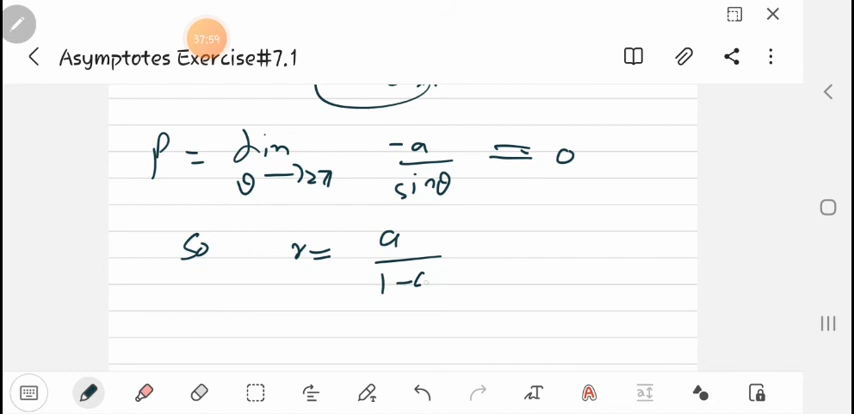 37:59
Asymptotes Exercise#7.1
P = lim θ→2π -a/sinθ = 0
So r = a/1-c